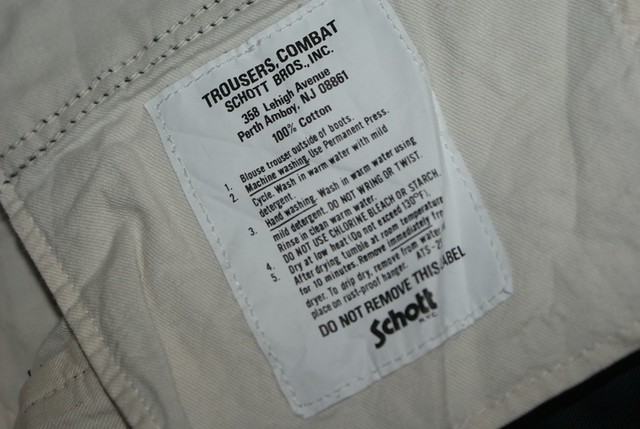 TROUSERS, COMBAT
SCHOTT BROS., INC.
358 Lehigh Avenue
Perth Amboy, NJ 08861
100% Cotton
1. Blouse trouser outside of boots.
2. Machine washing. Use Permanent Press.
Cycle. Wash in warm water with mild
detergent.
3. Hand washing. Wash in warm water using
mild detergent. DO NOT WRING OR TWIST.
Rinse in clean warm water.
DO NOT USE CHLORINE BLEACH OR STARCH.
4. Dry at low heat (Do not exceed 130°F).
5. After drying tumble at room temperature
for 10 minutes. Remove immediately from
dryer. To drip dry, remove from water
place on rust-proof hanger. ATS-
DO NOT REMOVE THIS LABEL
Schott
N.Y.C.